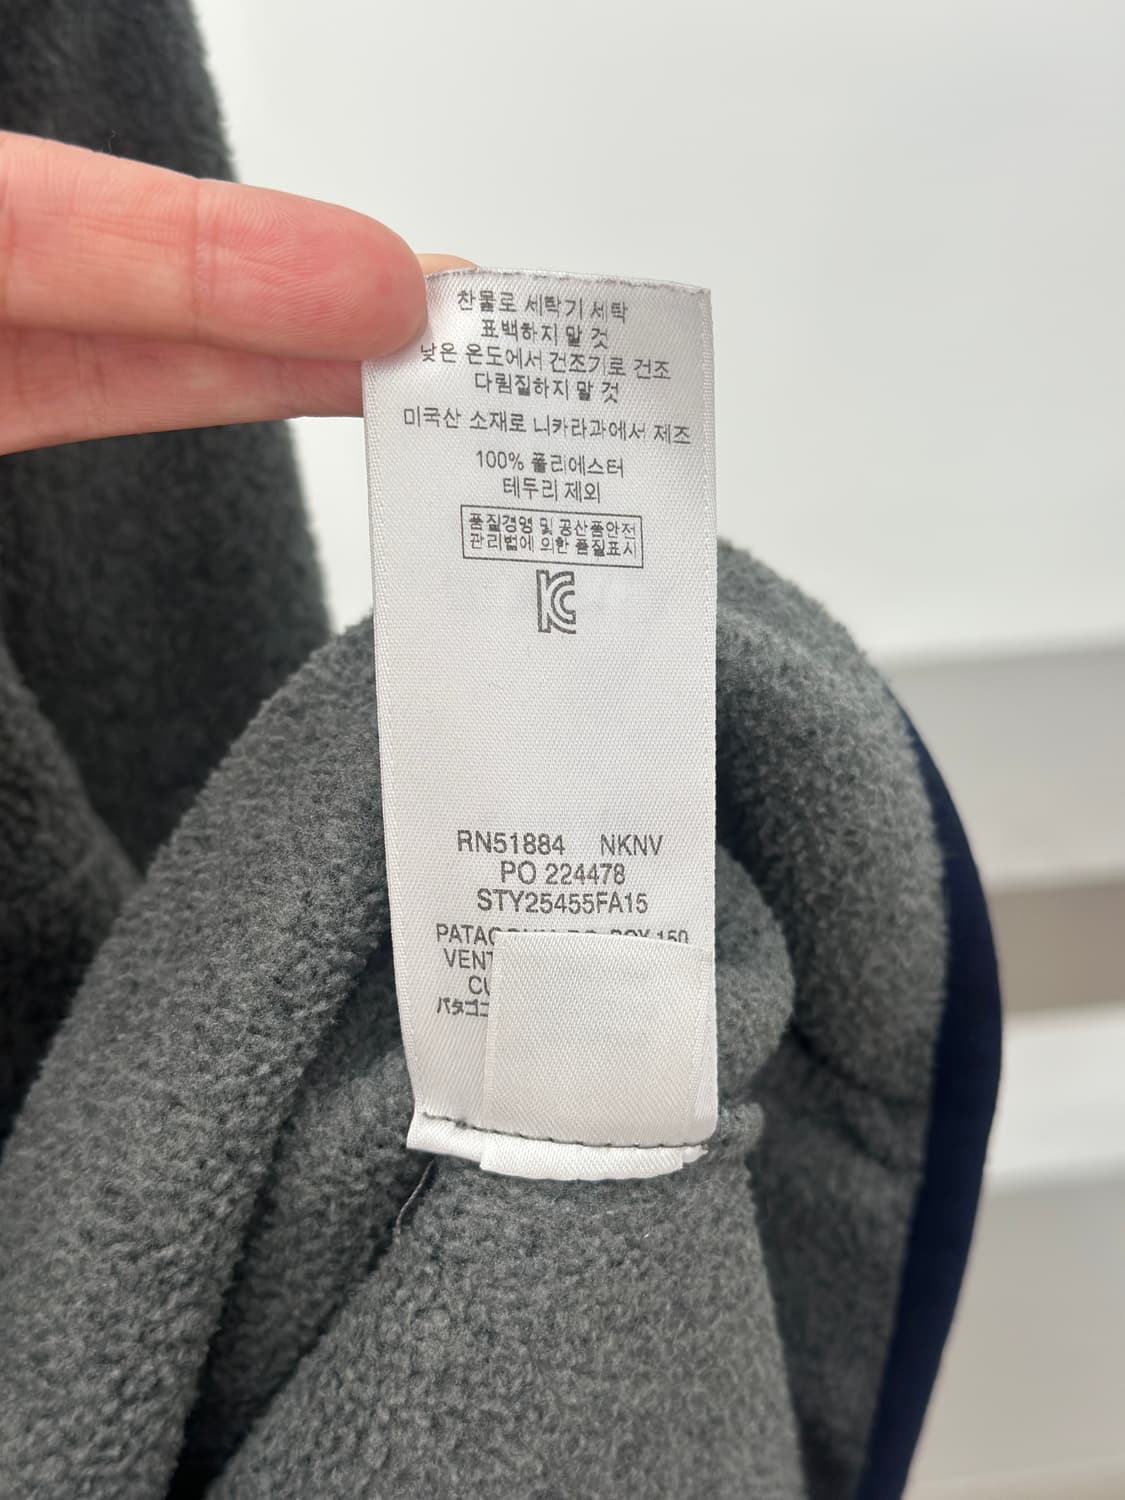 찬물로 세탁기 세탁
표백하지 말 것
낮은 온도에서 건조기로 건조
다림질하지 말 것
미국산 소재로 니카라과에서 제조
100% 폴리에스터
테두리 제외
품질경영 및 공산품안전
관리법에 의한 품질표시
KC
RN51884 NKNV
PO 224478
STY25455FA15
BOX 150